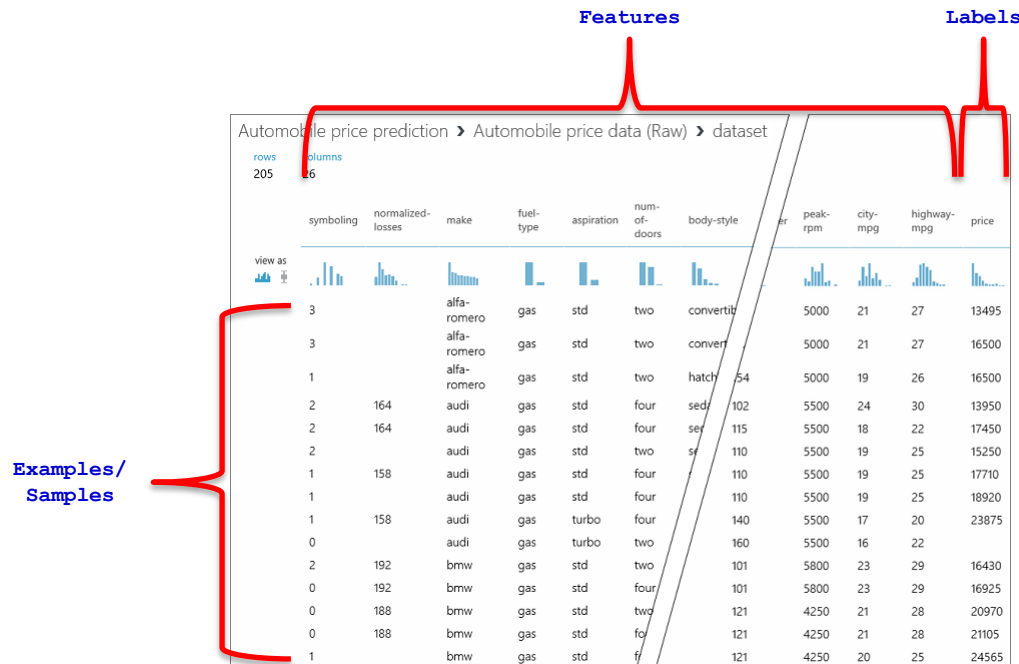 Features Labels
Automobile price prediction > Automobile price data (Raw) > dataset
rows columns
205 26
symboling normalized-losses make fuel-type aspiration num-of-doors body-style er peak-rpm city-mpg highway-mpg price
view as
3 alfa-romero gas std two convertib 5000 21 27 13495
3 alfa-romero gas std two conver 5000 21 27 16500
1 alfa-romero gas std two hatch 154 5000 19 26 16500
2 164 audi gas std four seda 102 5500 24 30 13950
2 164 audi gas std four sed 115 5500 18 22 17450
2 audi gas std two se 110 5500 19 25 15250
1 158 audi gas std four 110 5500 19 25 17710
1 audi gas std four 110 5500 19 25 18920
1 158 audi gas turbo four 140 5500 17 20 23875
0 audi gas turbo two 160 5500 16 22
2 192 bmw gas std two 101 5800 23 29 16430
0 192 bmw gas std four 101 5800 23 29 16925
0 188 bmw gas std two 121 4250 21 28 20970
0 188 bmw gas std fo 121 4250 21 28 21105
1 bmw gas std f 121 4250 20 25 24565
Examples/
Samples